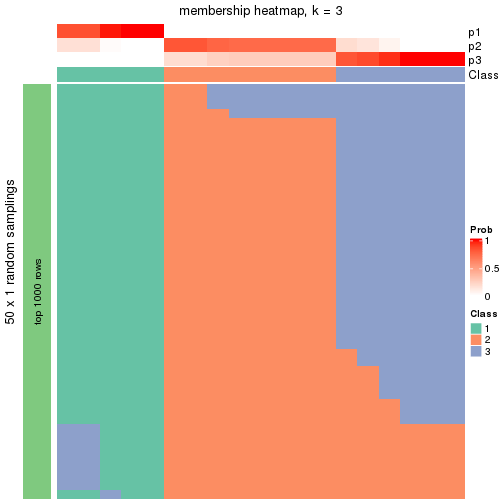 membership heatmap, k = 3
p1
p2
p3
Class
50 x 1 random samplings
top 1000 rows
Prob
1
0.5
0
Class
1
2
3